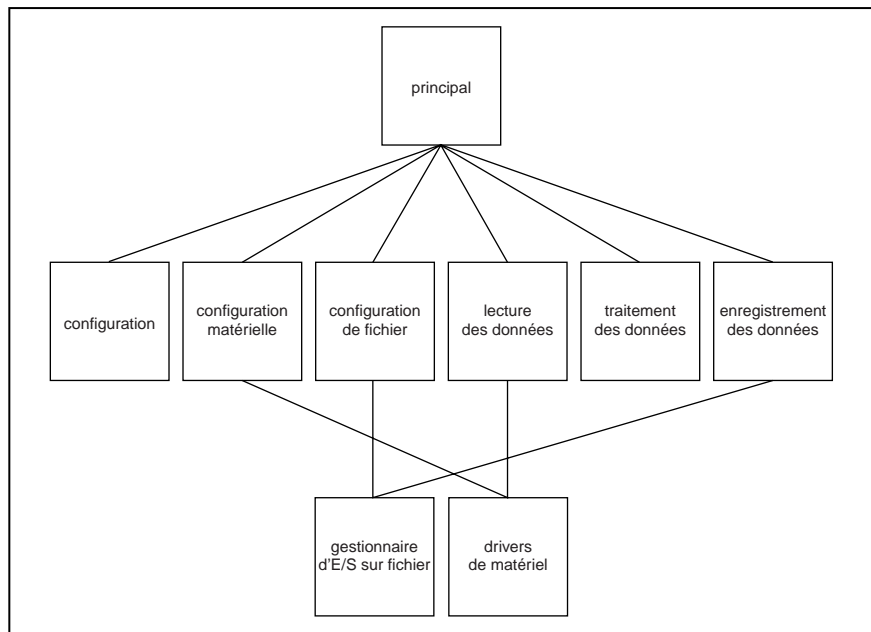 principal
configuration
configuration
matérielle
configuration
de fichier
lecture
des données
traitement
des données
enregistrement
des données
gestionnaire
d'E/S sur fichier
drivers
de matériel